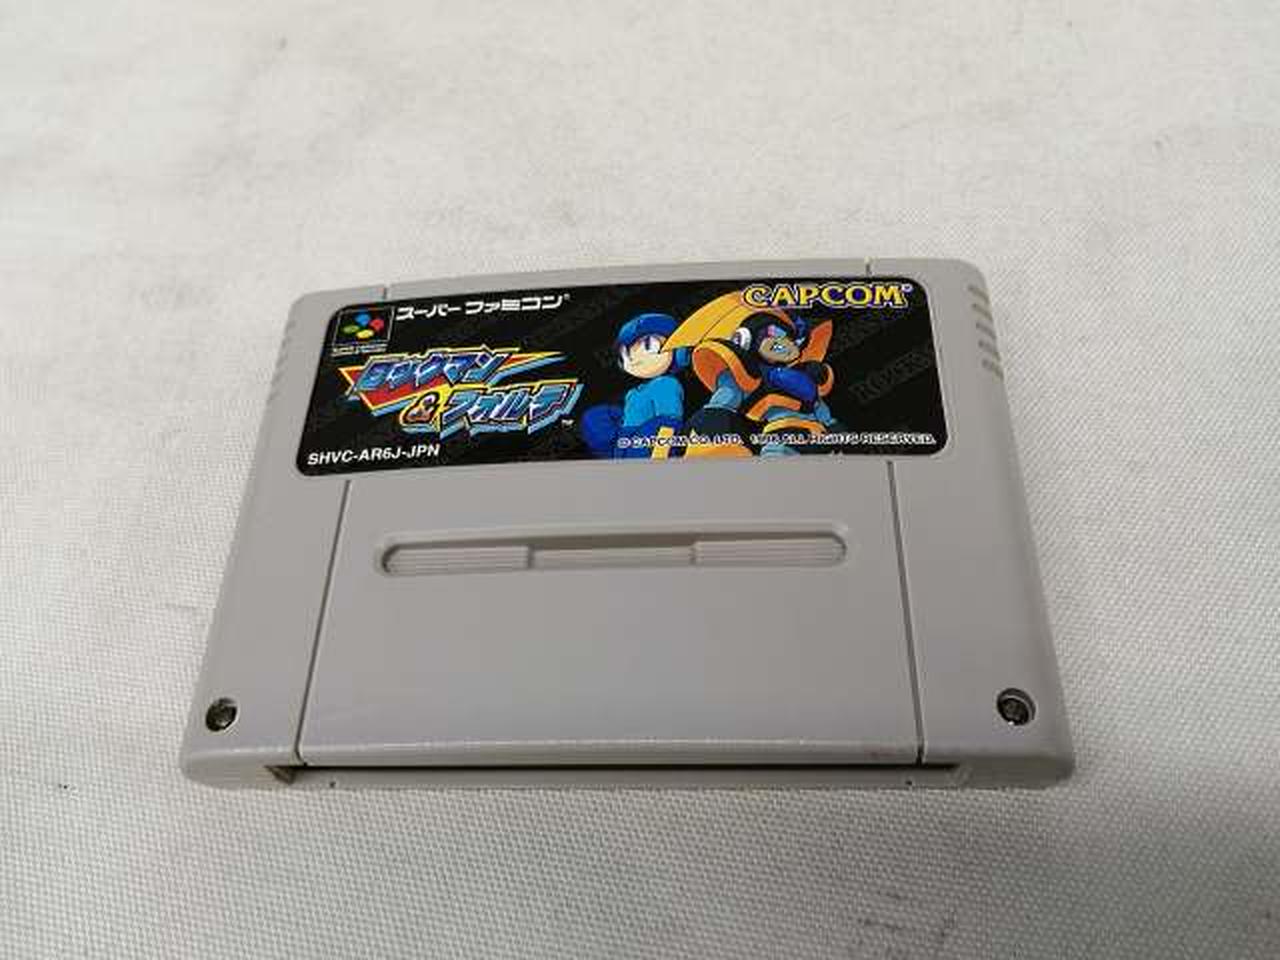 スーパーファミコン
CAPCOM
ロックマン
& フォルテ
SHVC-AR6J-JPN
© CAPCOM CO., LTD. 1998 ALL RIGHTS RESERVED.